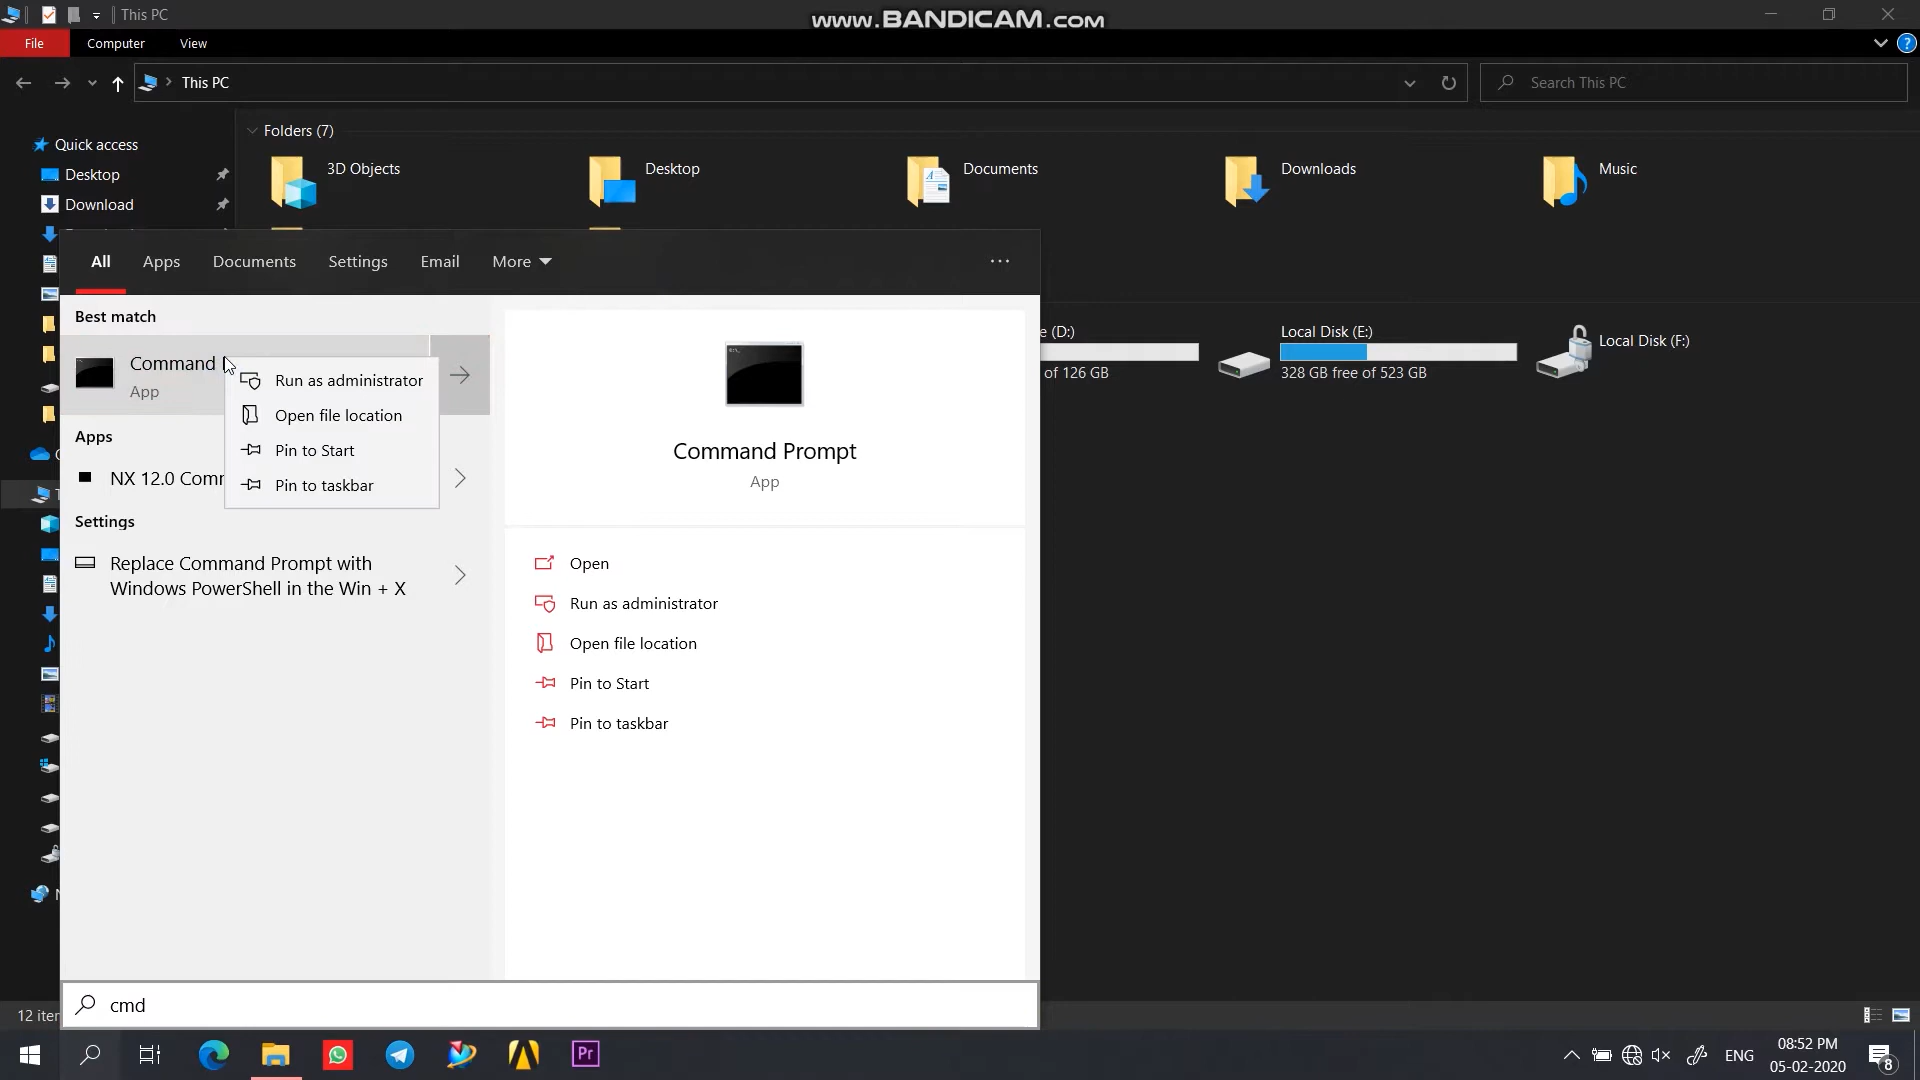 This PC
www.BANDICAM.com
File
Computer
View
This PC
Search This PC
Quick access
Desktop
Download
Folders (7)
3D Objects
Desktop
Documents
Downloads
Music
All
Apps
Documents
Settings
Email
More
Best match
Command
App
Run as administrator
Open file location
Pin to Start
Pin to taskbar
Apps
NX 12.0
Settings
Replace Command Prompt with
Windows PowerShell in the Win + X
Command Prompt
App
Open
Run as administrator
Open file location
Pin to Start
Pin to taskbar
(D:)
of 126 GB
Local Disk (E:)
328 GB free of 523 GB
Local Disk (F:)
cmd
12
Pr
ENG
08:52 PM
05-02-2020
8